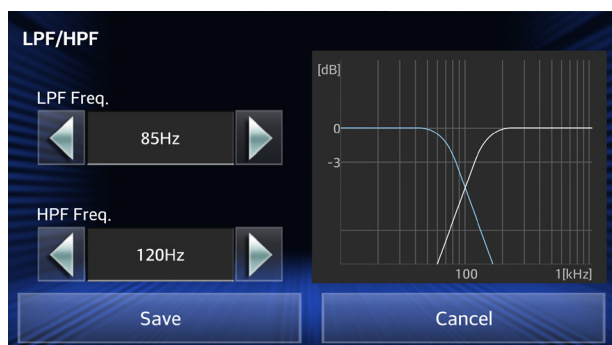 LPF/HPF
LPF Freq.
85Hz
HPF Freq.
120Hz
[dB]
0
-3
100 1[kHz]
Save Cancel